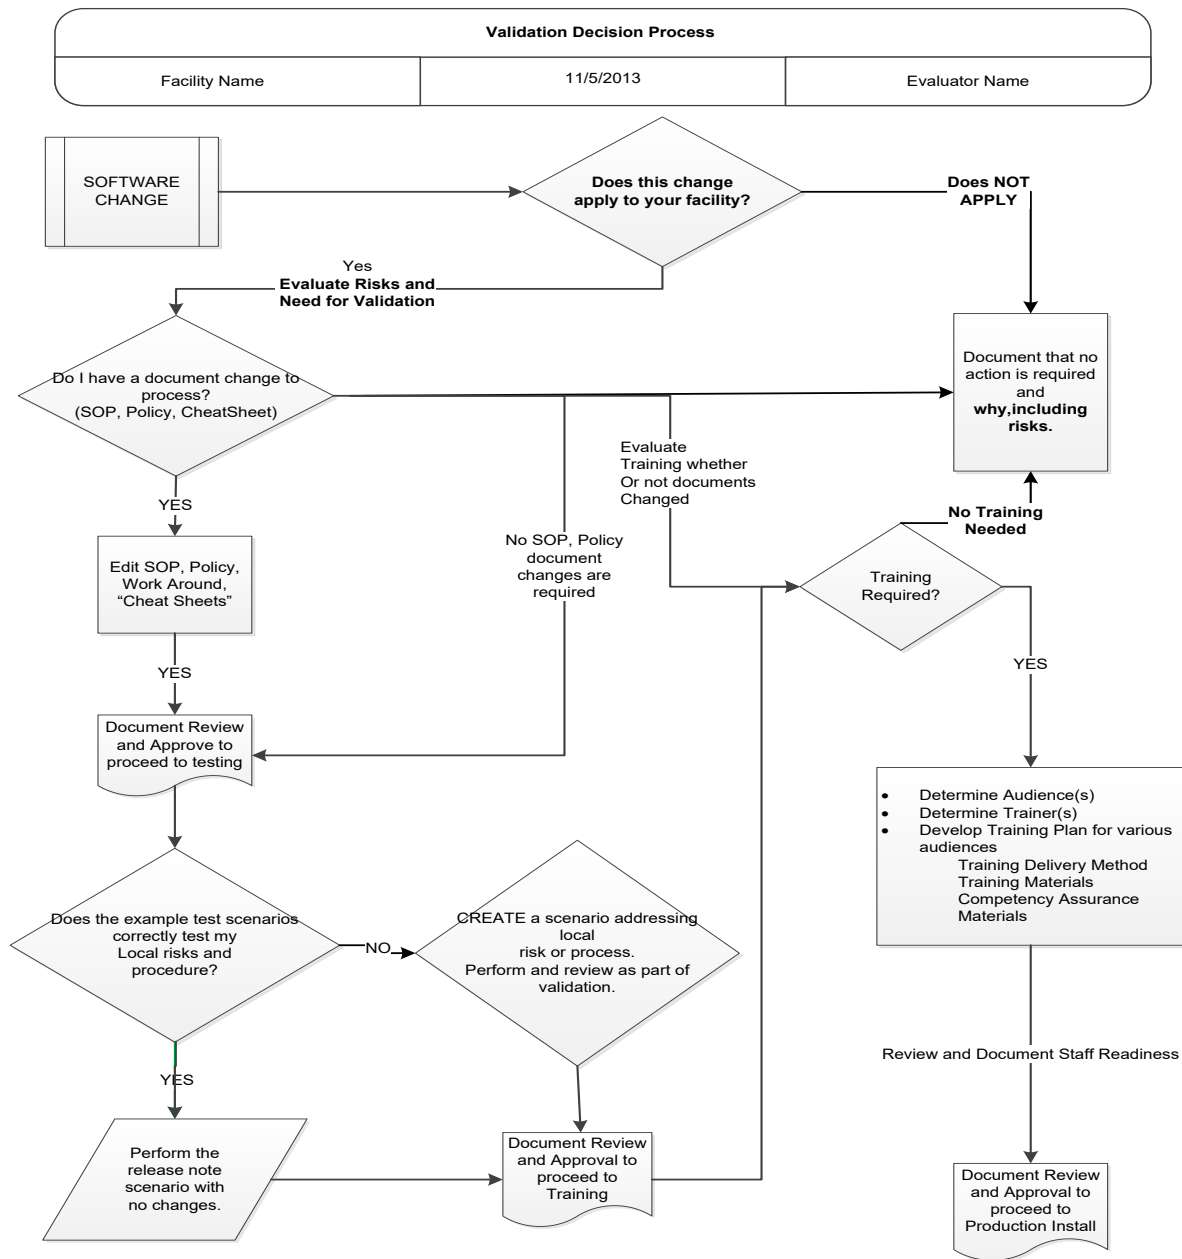 Validation Decision Process
Facility Name
11/5/2013
Evaluator Name
SOFTWARE
CHANGE
Does this change
apply to your facility?
Does NOT
APPLY
Yes
Evaluate Risks and
Need for Validation
Do I have a document change to
process?
(SOP, Policy, CheatSheet)
Document that no
action is required
and
why,including
risks.
Evaluate
Training whether
Or not documents
Changed
YES
No Training
Needed
No SOP, Policy
document
changes are
required
Edit SOP, Policy,
Work Around,
“Cheat Sheets”
Training
Required?
YES
YES
Document Review
and Approve to
proceed to testing
• Determine Audience(s)
• Determine Trainer(s)
• Develop Training Plan for various
audiences
Training Delivery Method
Training Materials
Competency Assurance
Materials
Does the example test scenarios
correctly test my
Local risks and
procedure?
NO
CREATE a scenario addressing
local
risk or process.
Perform and review as part of
validation.
Review and Document Staff Readiness
YES
Perform the
release note
scenario with
no changes.
Document Review
and Approval to
proceed to
Training
Document Review
and Approval to
proceed to
Production Install